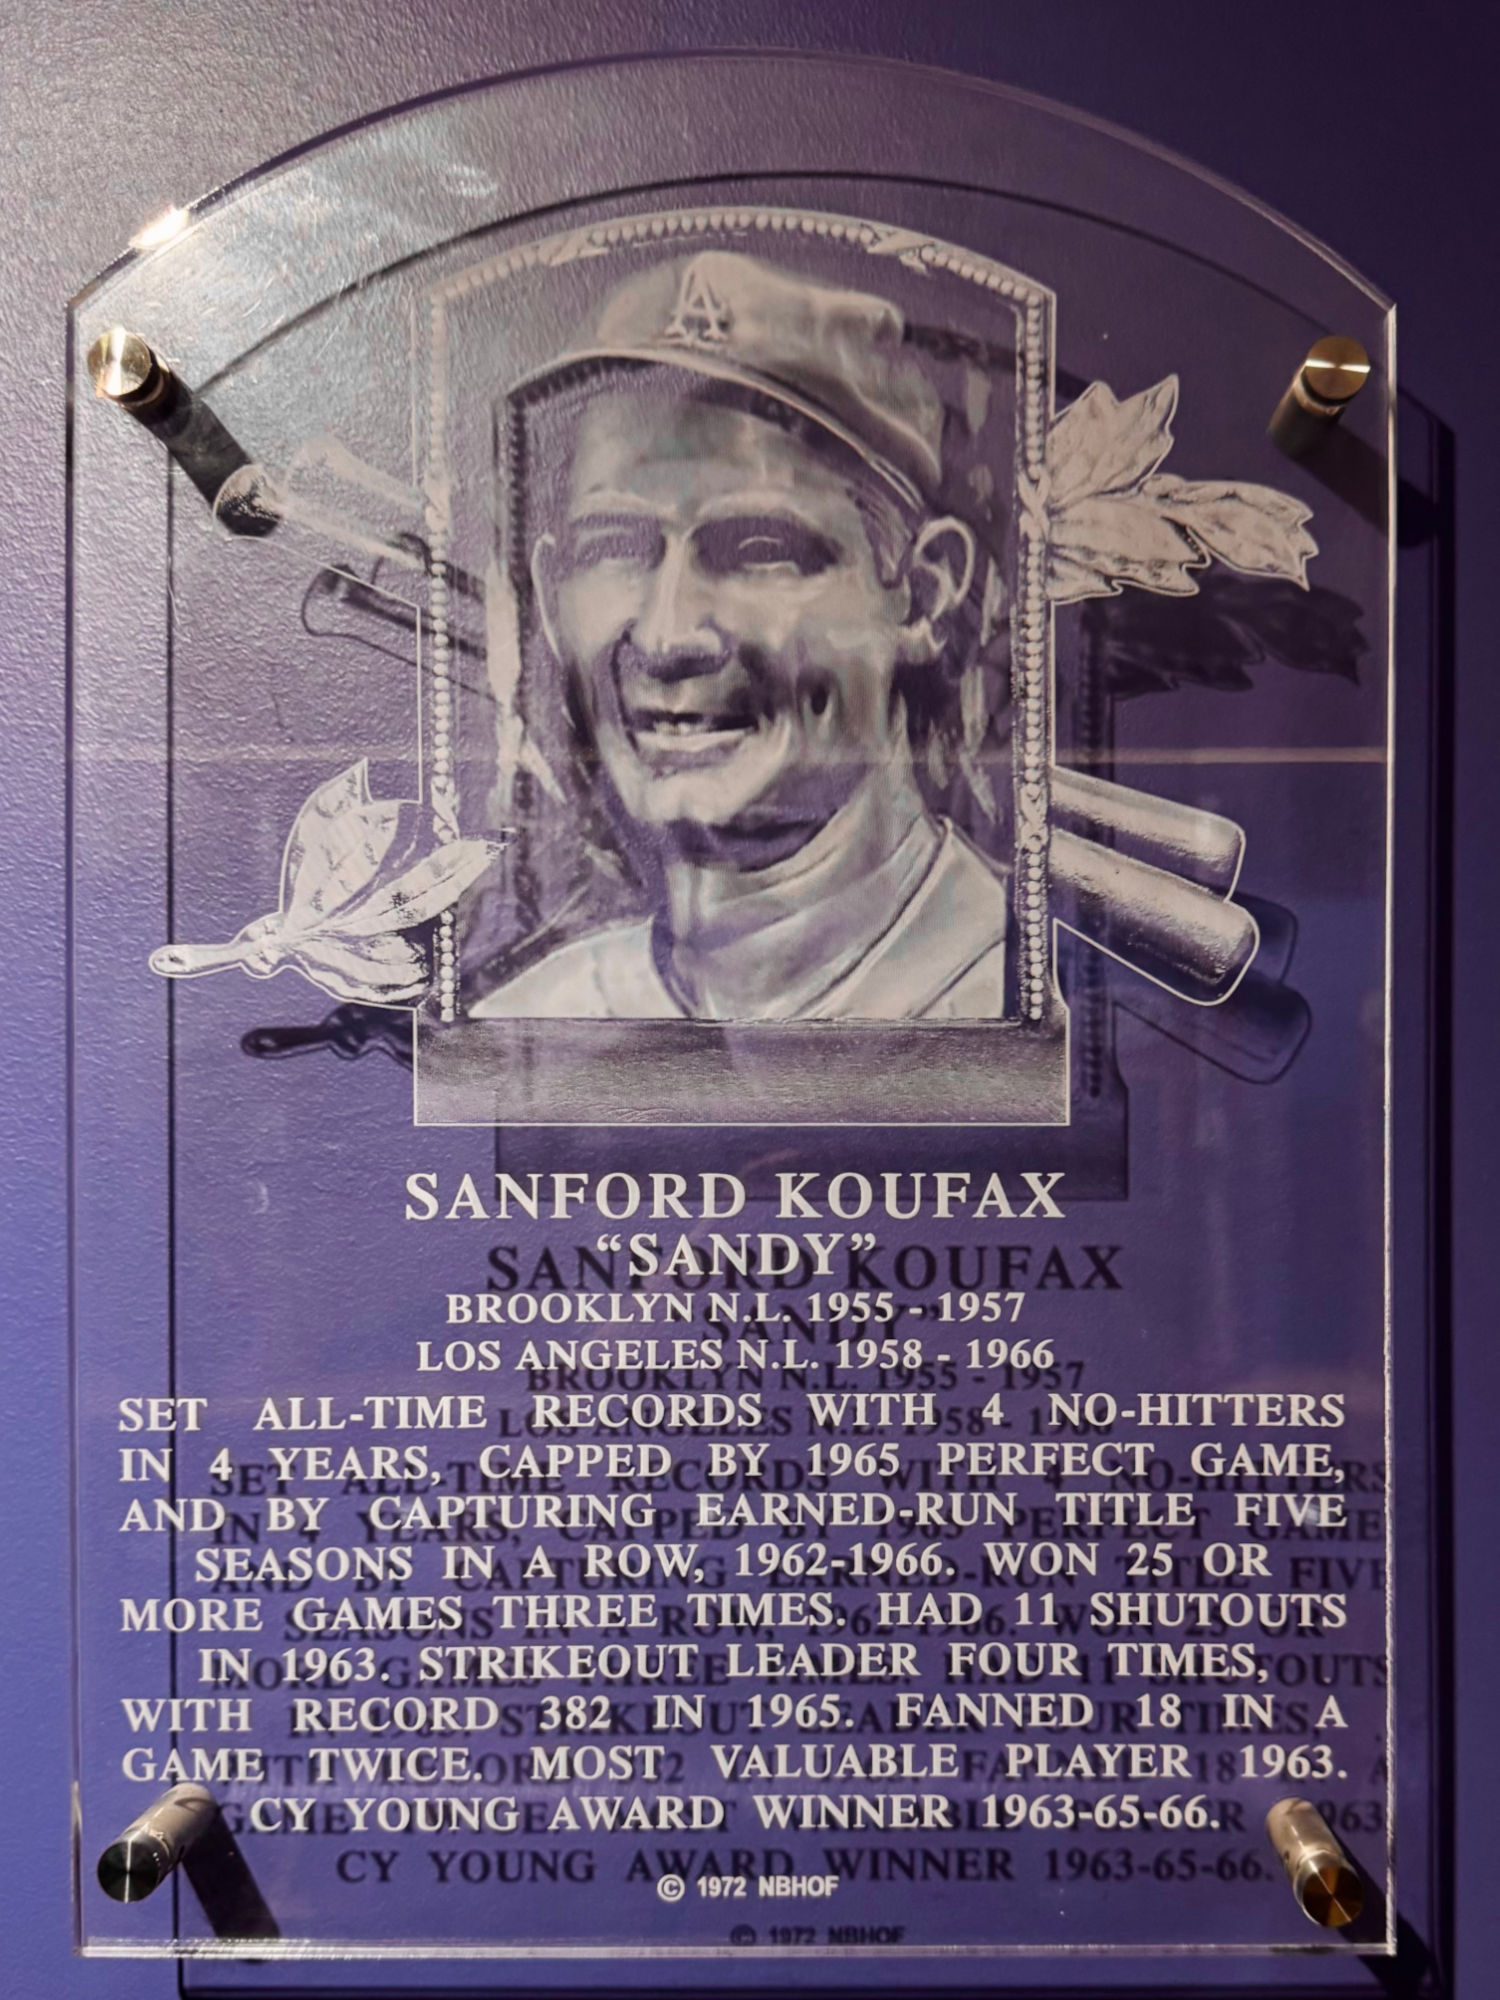 A
SANFORD KOUFAX
“SANDY”
BROOKLYN N.L. 1955 - 1957
LOS ANGELES N.L. 1958 - 1966
SET ALL-TIME RECORDS WITH 4 NO-HITTERS
IN 4 YEARS, CAPPED BY 1965 PERFECT GAME,
AND BY CAPTURING EARNED-RUN TITLE FIVE
SEASONS IN A ROW, 1962-1966. WON 25 OR
MORE GAMES THREE TIMES. HAD 11 SHUTOUTS
IN 1963. STRIKEOUT LEADER FOUR TIMES,
WITH RECORD 382 IN 1965. FANNED 18 IN A
GAME TWICE. MOST VALUABLE PLAYER 1963.
CY YOUNG AWARD WINNER 1963-65-66.
© 1972 NBHOF